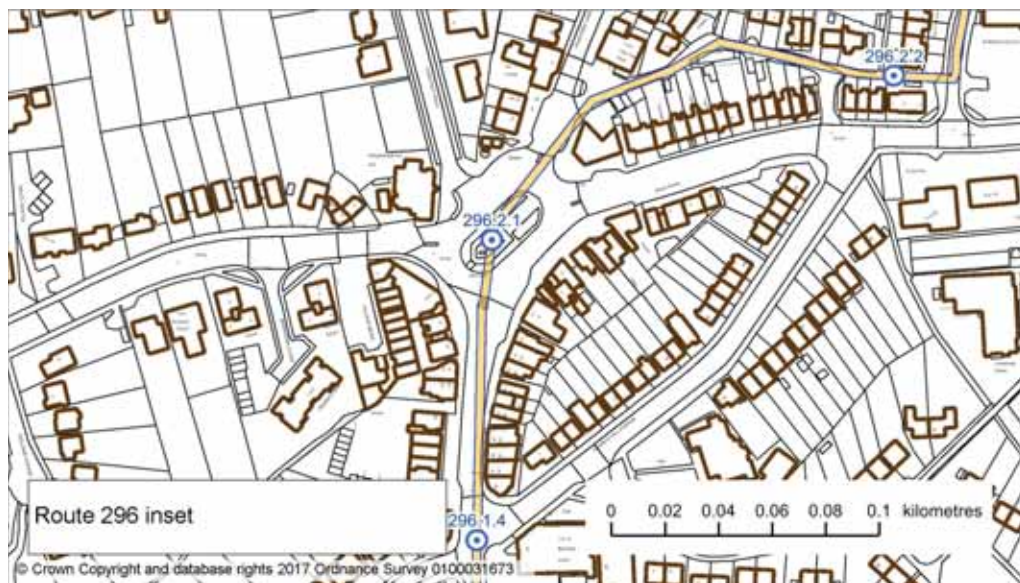 296.2.2
296.2.1
296.1.4
Route 296 inset
0 0.02 0.04 0.06 0.08 0.1 kilometres
© Crown Copyright and database rights 2017 Ordnance Survey 0100031673